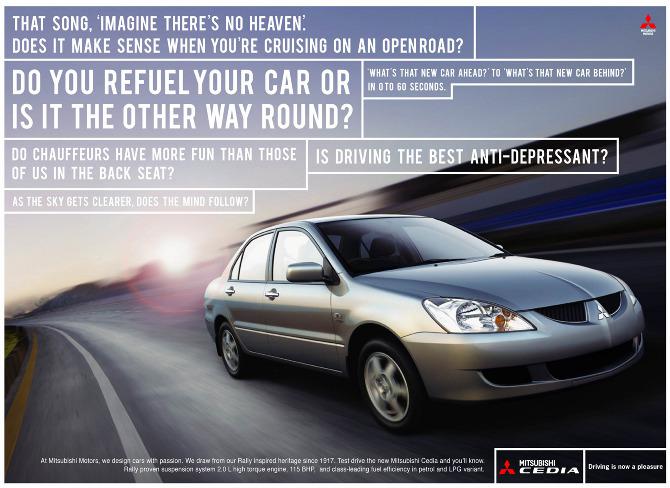 THAT SONG, 'IMAGINE THERE'S NO HEAVEN'.
DOES IT MAKE SENSE WHEN YOU'RE CRUISING ON AN OPEN ROAD?
DO YOU REFUEL YOUR CAR OR
IS IT THE OTHER WAY ROUND?
'WHAT'S THAT NEW CAR AHEAD?' TO 'WHAT'S THAT NEW CAR BEHIND?'
IN 0 TO 60 SECONDS.
DO CHAUFFEURS HAVE MORE FUN THAN THOSE
OF US IN THE BACK SEAT?
IS DRIVING THE BEST ANTI-DEPRESSANT?
AS THE SKY GETS CLEARER, DOES THE MIND FOLLOW?
MITSUBISHI
MOTORS
At Mitsubishi Motors, we design cars with passion. We draw from our Rally inspired heritage since 1917. Test drive the new Mitsubishi Cedia and you'll know.
Rally proven suspension system 2.0 L high torque engine, 115 BHP, and class-leading fuel efficiency in petrol and LPG variant.
MITSUBISHI
CEDIA
Driving is now a pleasure